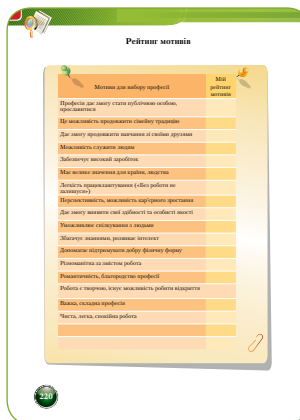 Рейтинг мотивів
Мотиви для вибору професії
Мій
рейтинг
мотивів
Професія дає змогу стати публічною особою,
прославитися
Це можливість продовжити сімейну традицію
Дає змогу продовжити навчання зі своїми друзями
Можливість служити людям
Забезпечує високий заробіток
Має велике значення для країни, людства
Легкість працевлаштування («Без роботи не
залишуся»)
Перспективність, можливість кар'єрного зростання
Дає змогу виявити свої здібності та особисті якості
Уможливлює спілкування з людьми
Збагачує знаннями, розвиває інтелект
Допомагає підтримувати добру фізичну форму
Різноманітна за змістом робота
Романтичність, благородство професії
Робота є творчою, існує можливість робити відкриття
Важка, складна професія
Чиста, легка, спокійна робота
220